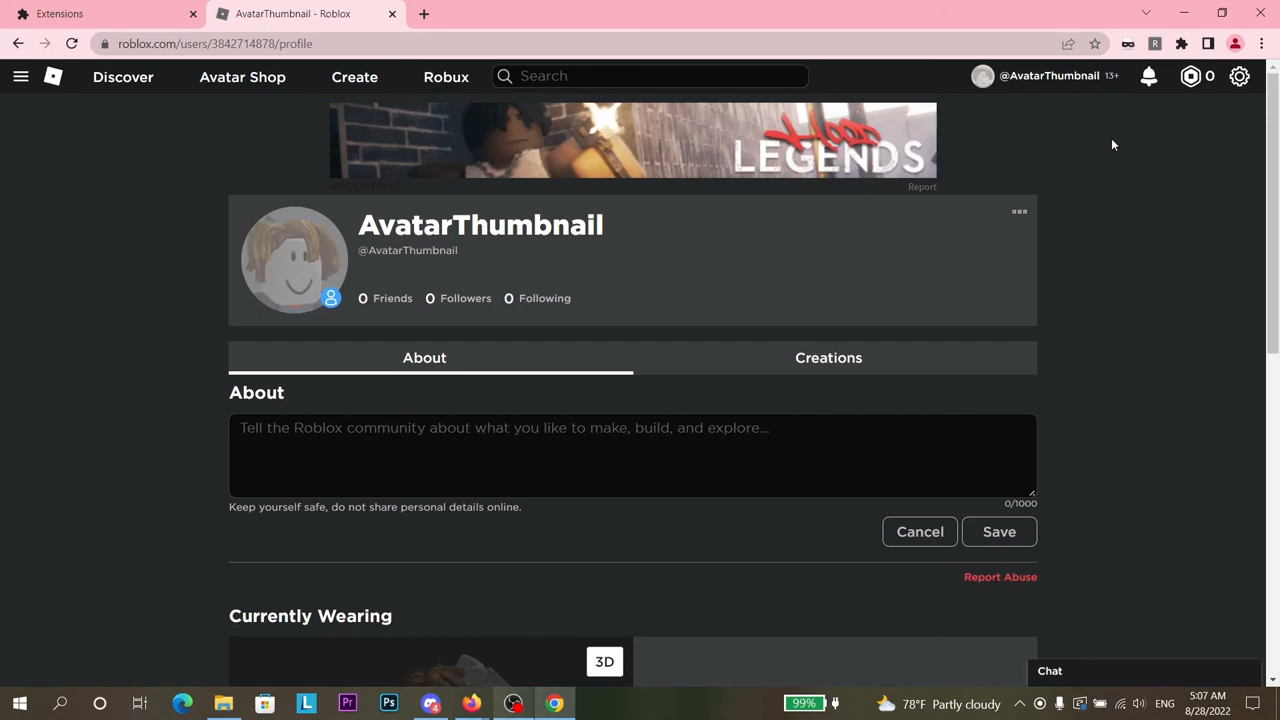 Extensions
AvatarThumbnail - Roblox
roblox.com/users/3842714878/profile
Discover
Avatar Shop
Create
Robux
Search
@AvatarThumbnail 13+
0
Hood
LEGENDS
ADVERTISEMENT
Report
AvatarThumbnail
@AvatarThumbnail
0 Friends 0 Followers 0 Following
About
Creations
About
Tell the Roblox community about what you like to make, build, and explore...
Keep yourself safe, do not share personal details online.
0/1000
Cancel
Save
Report Abuse
Currently Wearing
3D
Chat
99%
78°F Partly cloudy
ENG
5:07 AM
8/28/2022